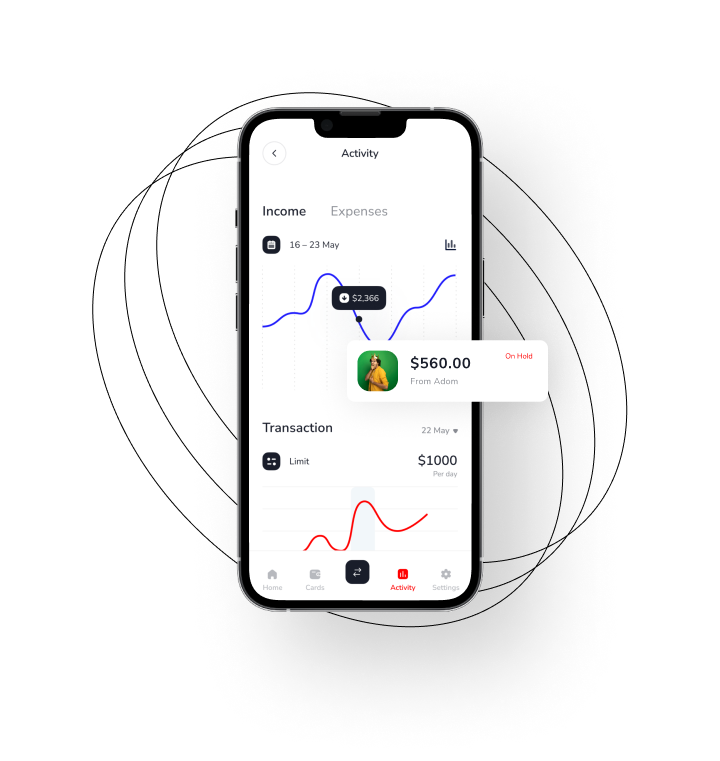 Activity
Income Expenses
16 – 23 May
$2,366
$560.00 On Hold
From Adom
Transaction 22 May
Limit $1000
Per day
Home Cards Activity Settings